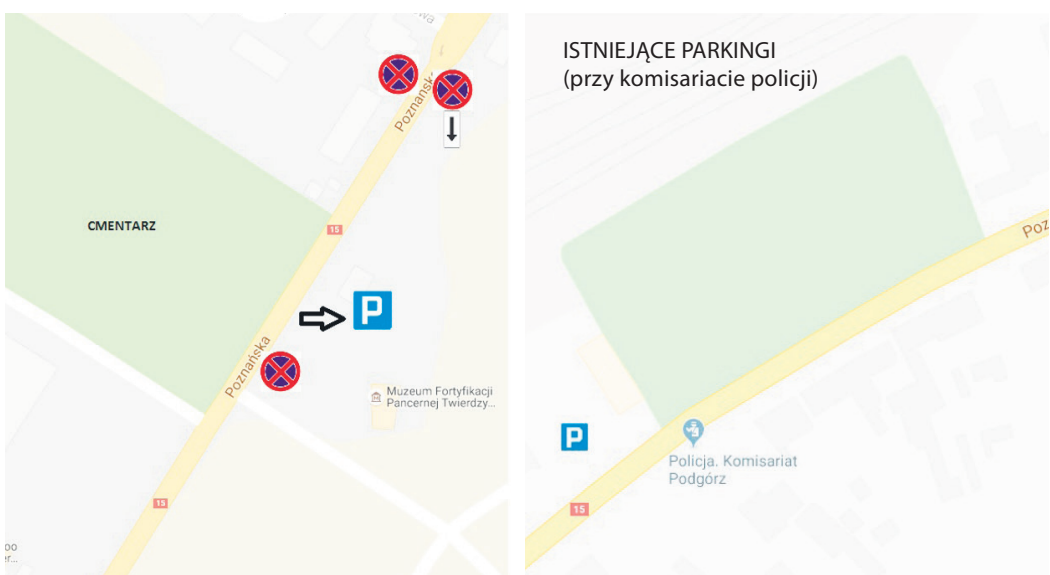 Poznańska
15
CMENTARZ
P
Poznańska
Muzeum Fortyfikacji
Pancernej Twierdzy...
15
ISTNIEJĄCE PARKINGI
(przy komisariacie policji)
Poz
P
Policja. Komisariat
Podgórz
15